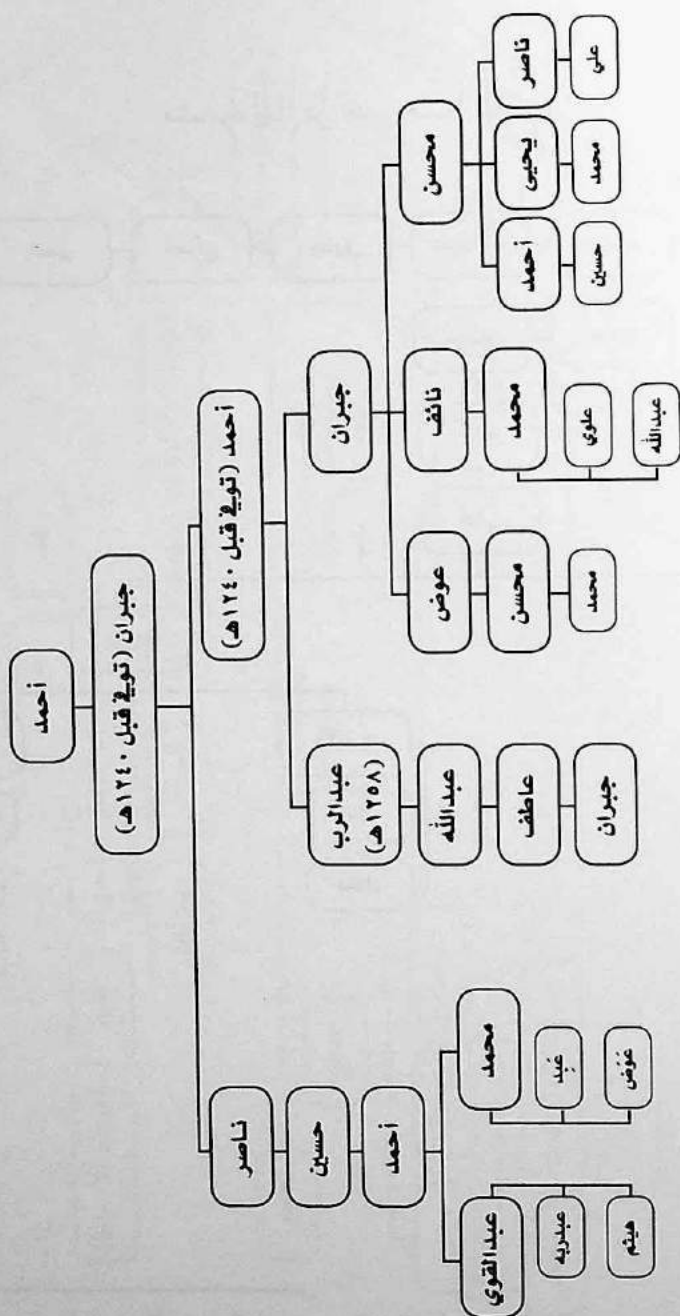 أحمد
جبران (توفي قبل ١٢٤٠هـ)
أحمد (توفي قبل ١٢٤٠هـ)
ناصر
جبران
عبدالرب
(١٢٥٨هـ)
حسين
محسن
نائف
عوض
عبدالله
أحمد
ناصر
يحيى
أحمد
محمد
محسن
عاطف
محمد
عبدالقوي
علي
محمد
حسين
علوي
عبدالله
محمد
جبران
عَبِد
عَوَض
عبدربه
هيثم